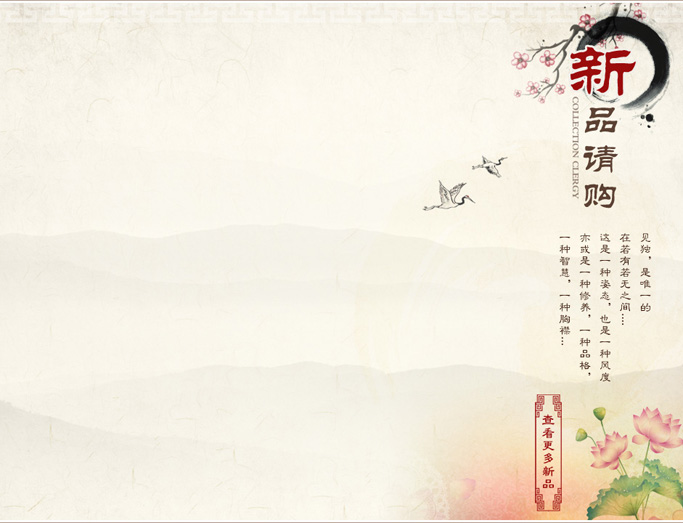 新品请购
COLLECTION CLERGY
见独，是唯一的
在若有若无之间…
这是一种姿态，也是一种风度
亦或是一种修养，一种品格，
一种智慧，一种胸襟…
查看更多新品